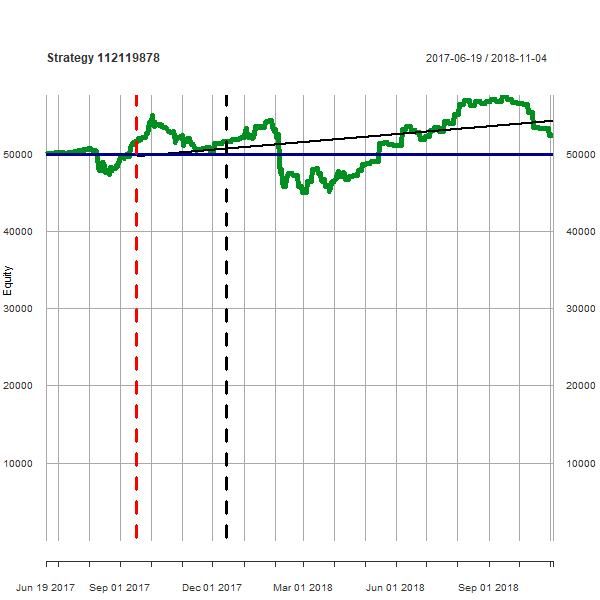 Strategy 112119878
2017-06-19 / 2018-11-04
50000 50000
40000 40000
Equity
30000 30000
20000 20000
10000 10000
Jun 19 2017 Sep 01 2017 Dec 01 2017 Mar 01 2018 Jun 01 2018 Sep 01 2018